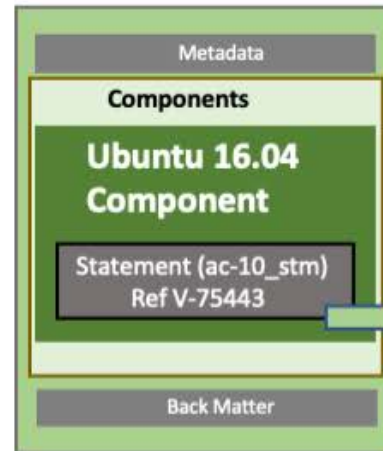 Metadata
Components
Ubuntu 16.04
Component
Statement (ac-10_stm)
Ref V-75443
Back Matter